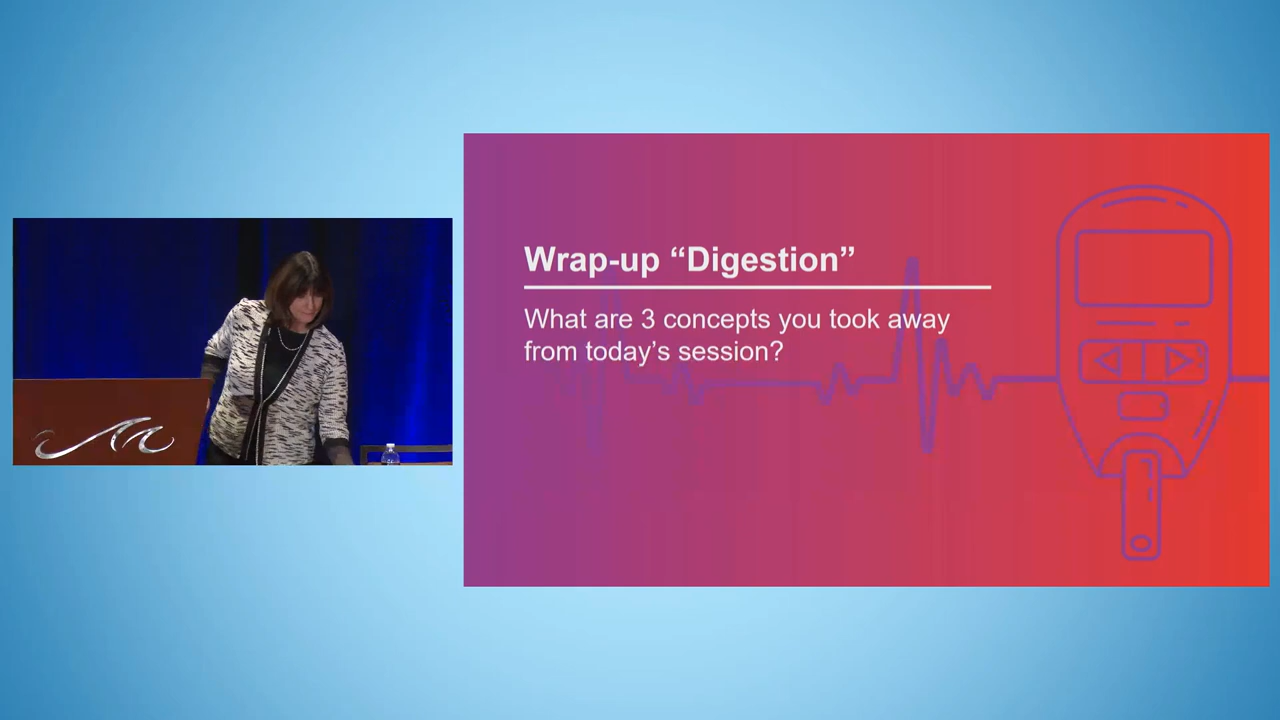 Wrap-up “Digestion”
What are 3 concepts you took away
from today’s session?